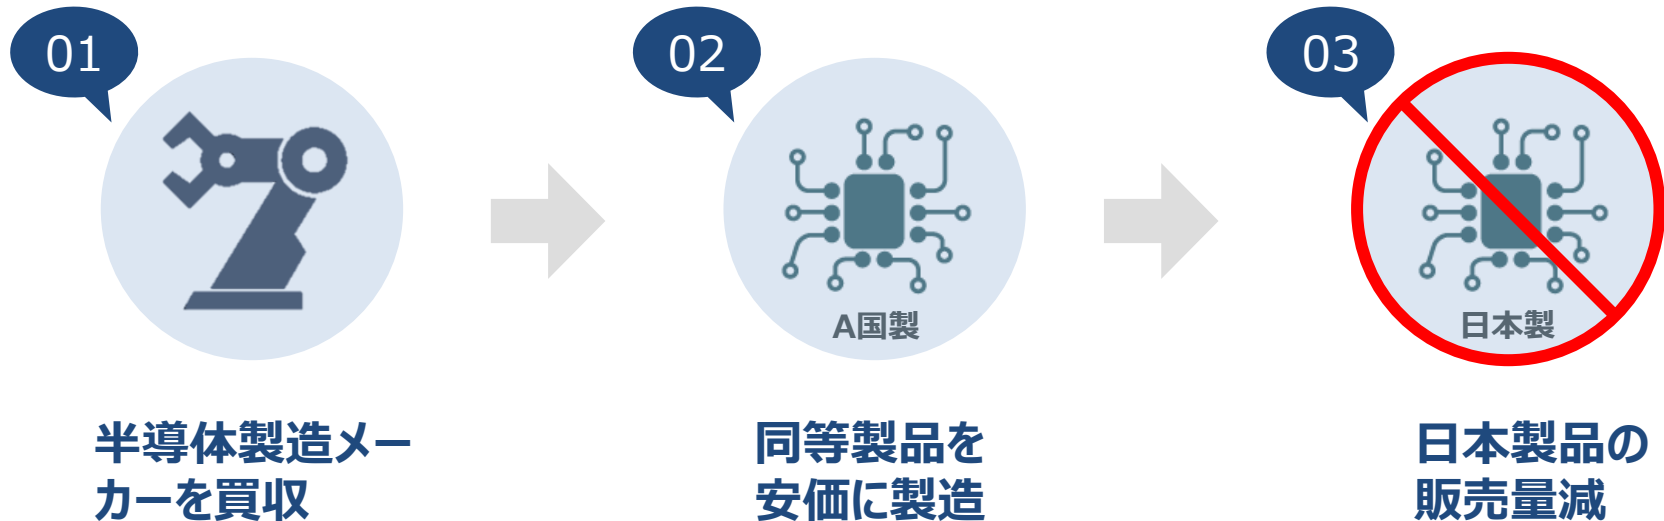 01
02
03
A国製
日本製
半導体製造メー
カーを買収
同等製品を
安価に製造
日本製品の
販売量減